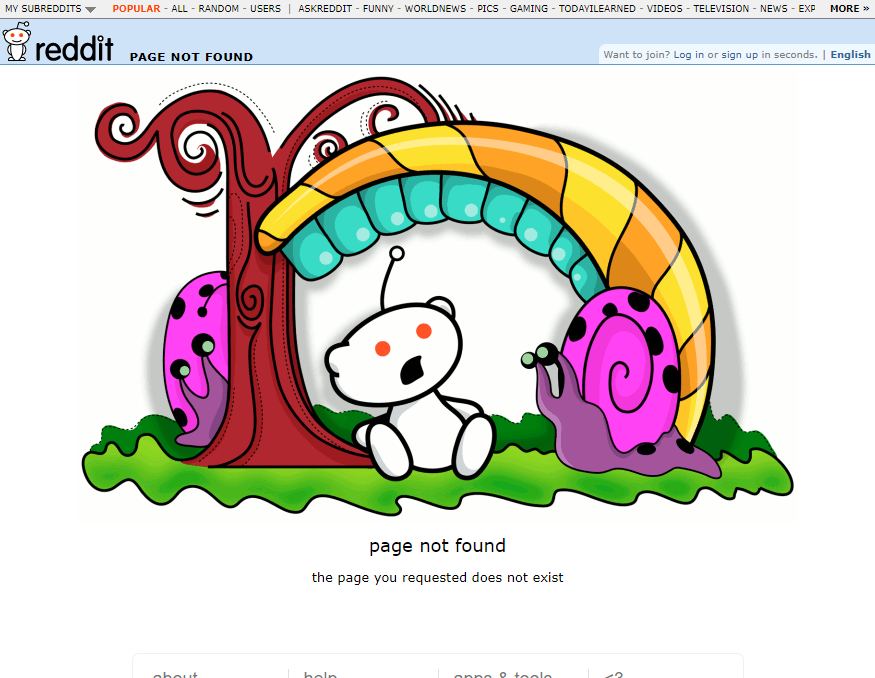 MY SUBREDDITS POPULAR - ALL - RANDOM - USERS | ASKREDDIT - FUNNY - WORLDNEWS - PICS - GAMING - TODAYILEARNED - VIDEOS - TELEVISION - NEWS - EXP MORE »
reddit PAGE NOT FOUND Want to join? Log in or sign up in seconds. | English
page not found
the page you requested does not exist
about help apps & tools <3